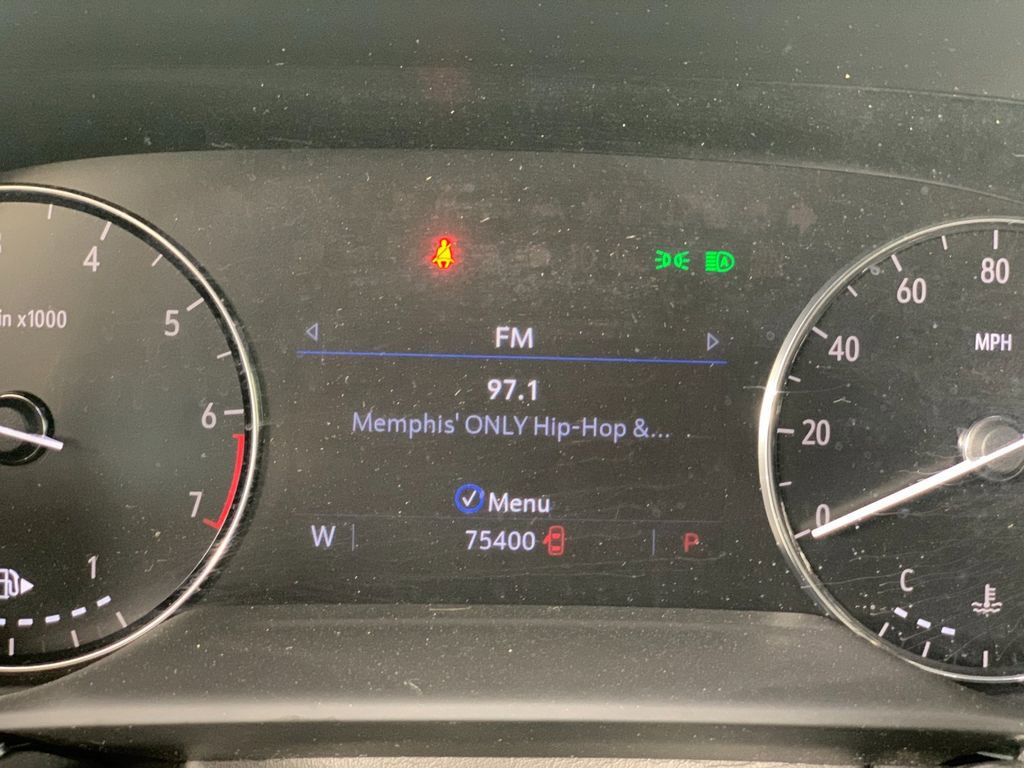 4
5
6
7
in x1000
1
FM
97.1
Memphis' ONLY Hip-Hop &...
Menu
W
75400
P
0
20
40
60
80
MPH
C
A